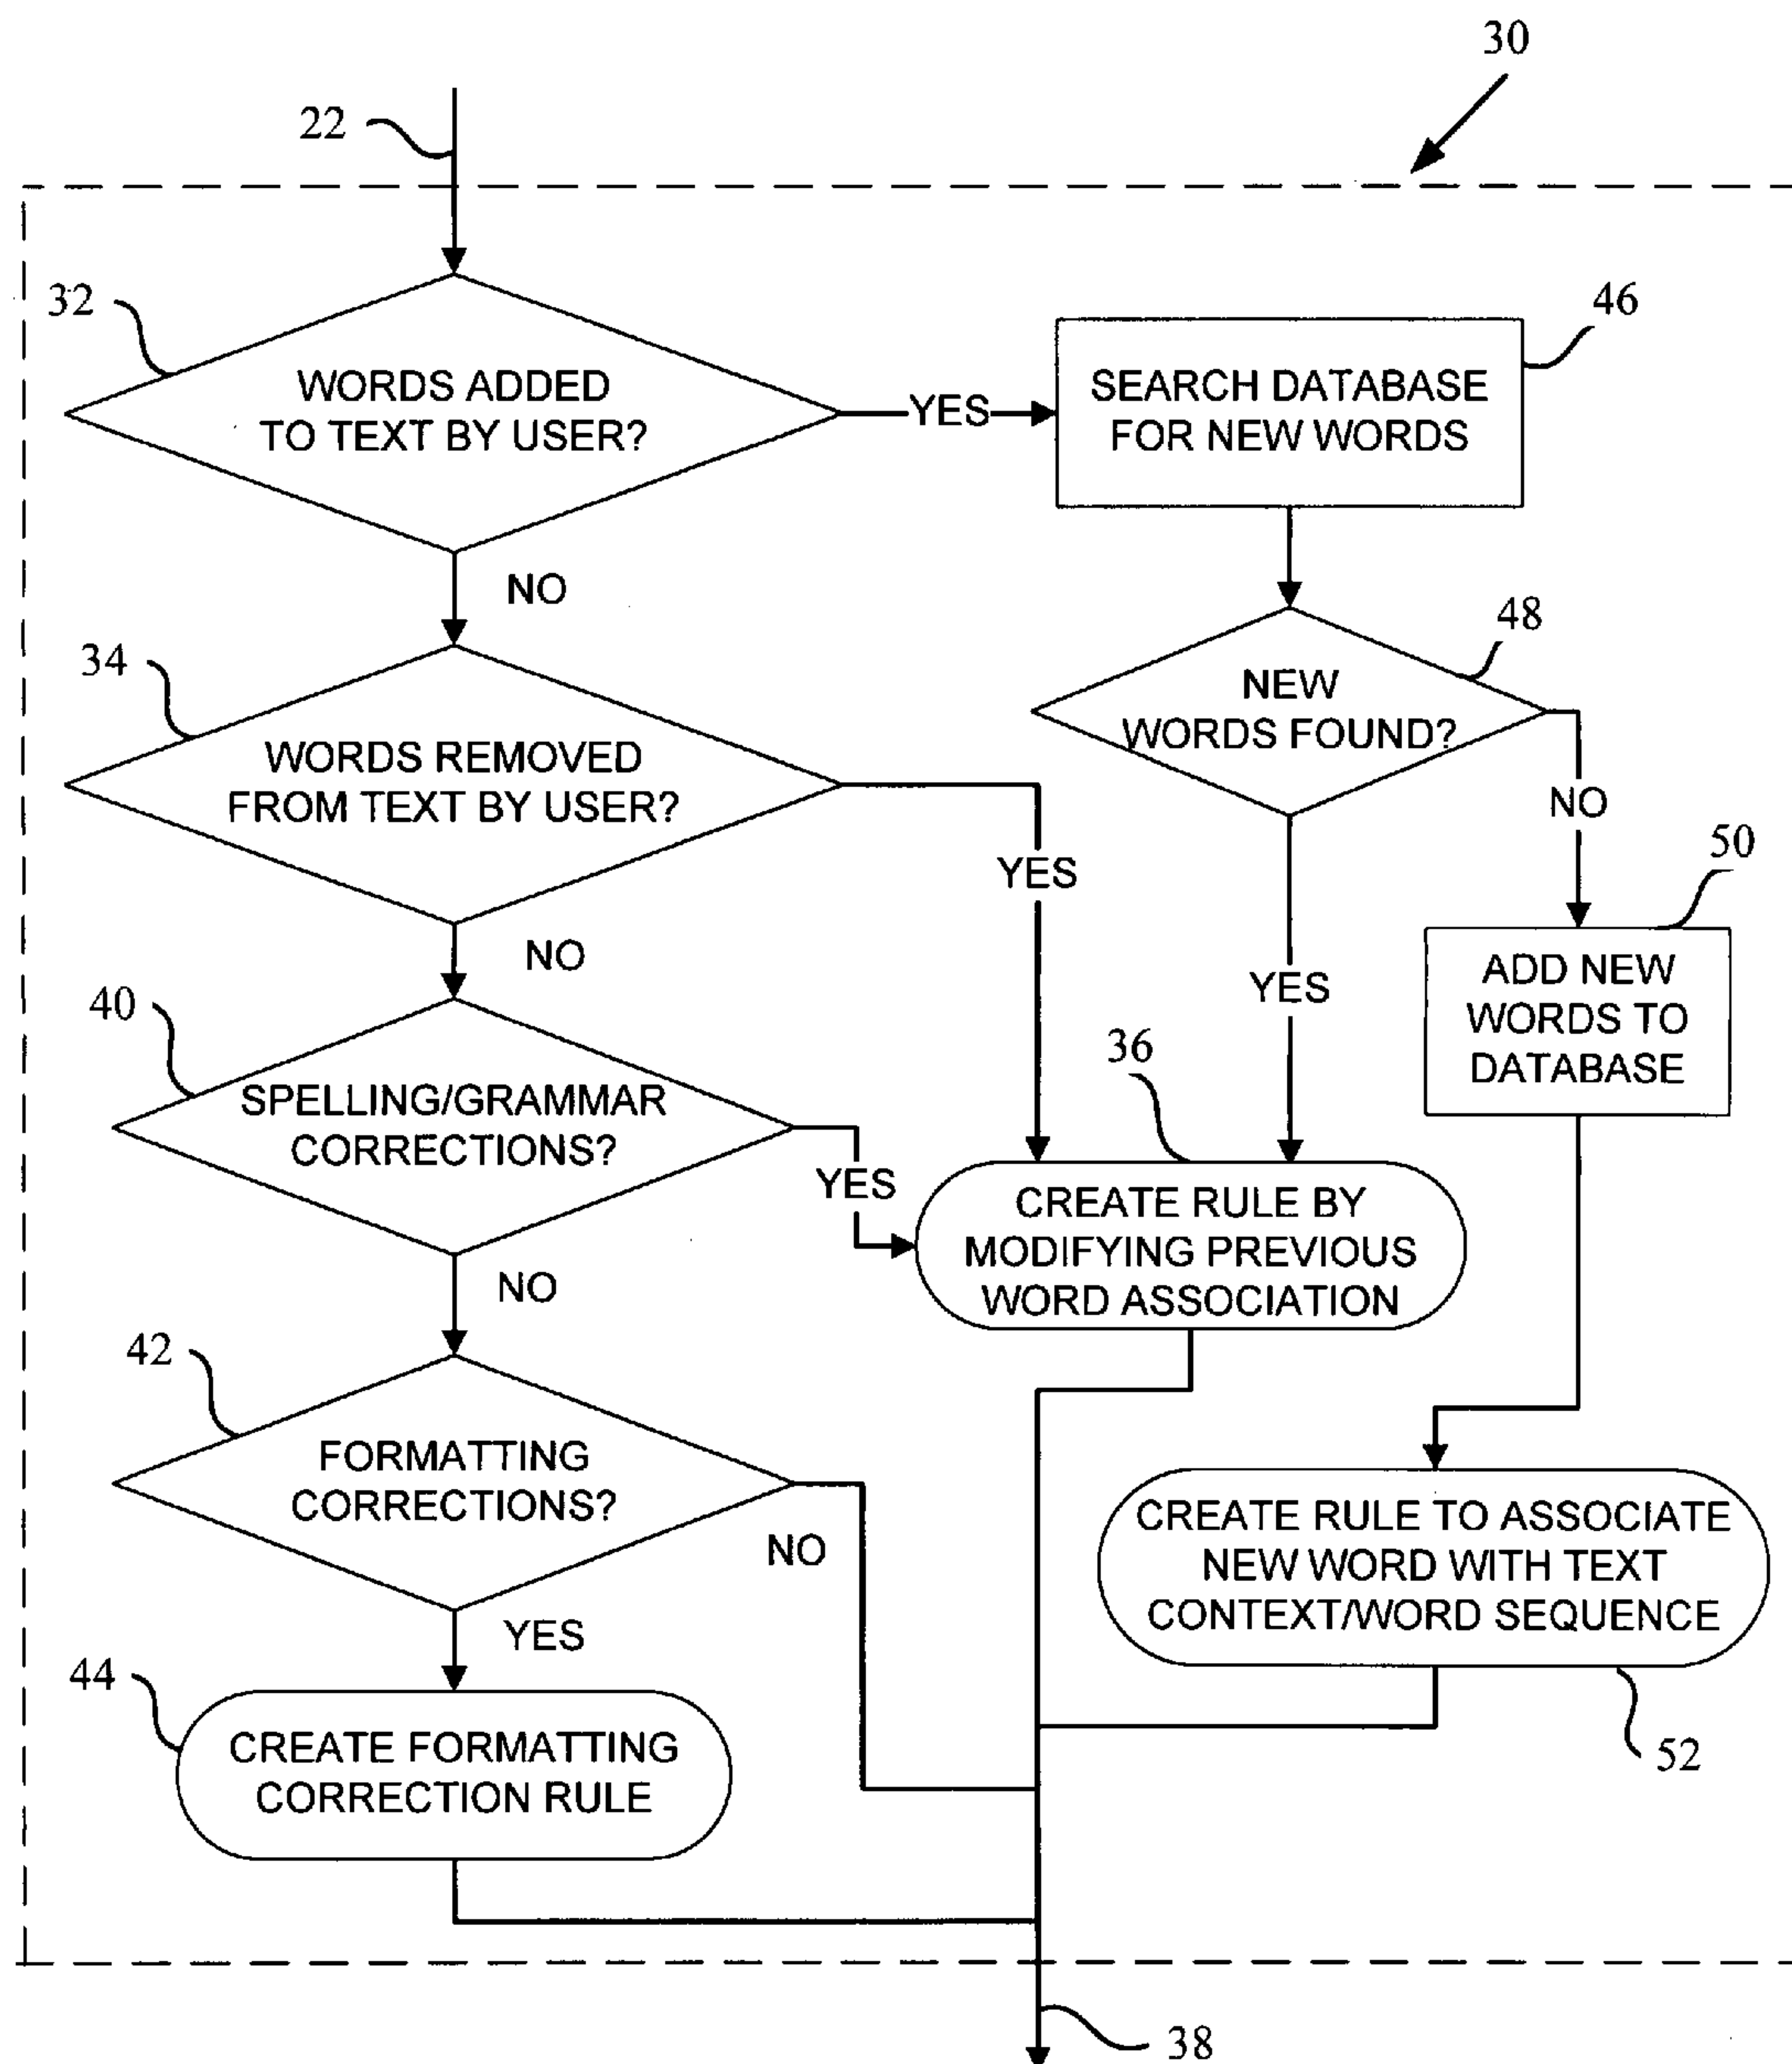 30
22
32
WORDS ADDED
TO TEXT BY USER?
YES
46
SEARCH DATABASE
FOR NEW WORDS
NO
34
WORDS REMOVED
FROM TEXT BY USER?
YES
48
NEW
WORDS FOUND?
NO
YES
50
ADD NEW
WORDS TO
DATABASE
NO
40
SPELLING/GRAMMAR
CORRECTIONS?
YES
36
CREATE RULE BY
MODIFYING PREVIOUS
WORD ASSOCIATION
NO
42
FORMATTING
CORRECTIONS?
NO
CREATE RULE TO ASSOCIATE
NEW WORD WITH TEXT
CONTEXT/WORD SEQUENCE
52
YES
44
CREATE FORMATTING
CORRECTION RULE
38